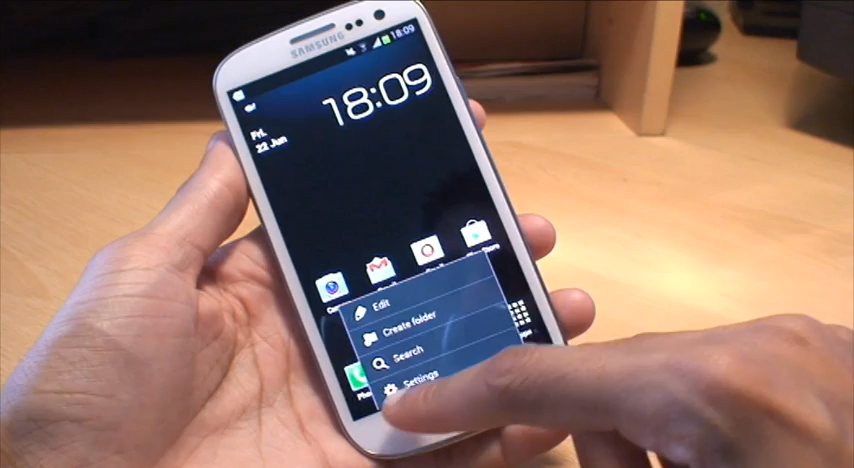 SAMSUNG
18:09
18:09
Fri,
22 Jun
Edit
Create folder
Search
Settings